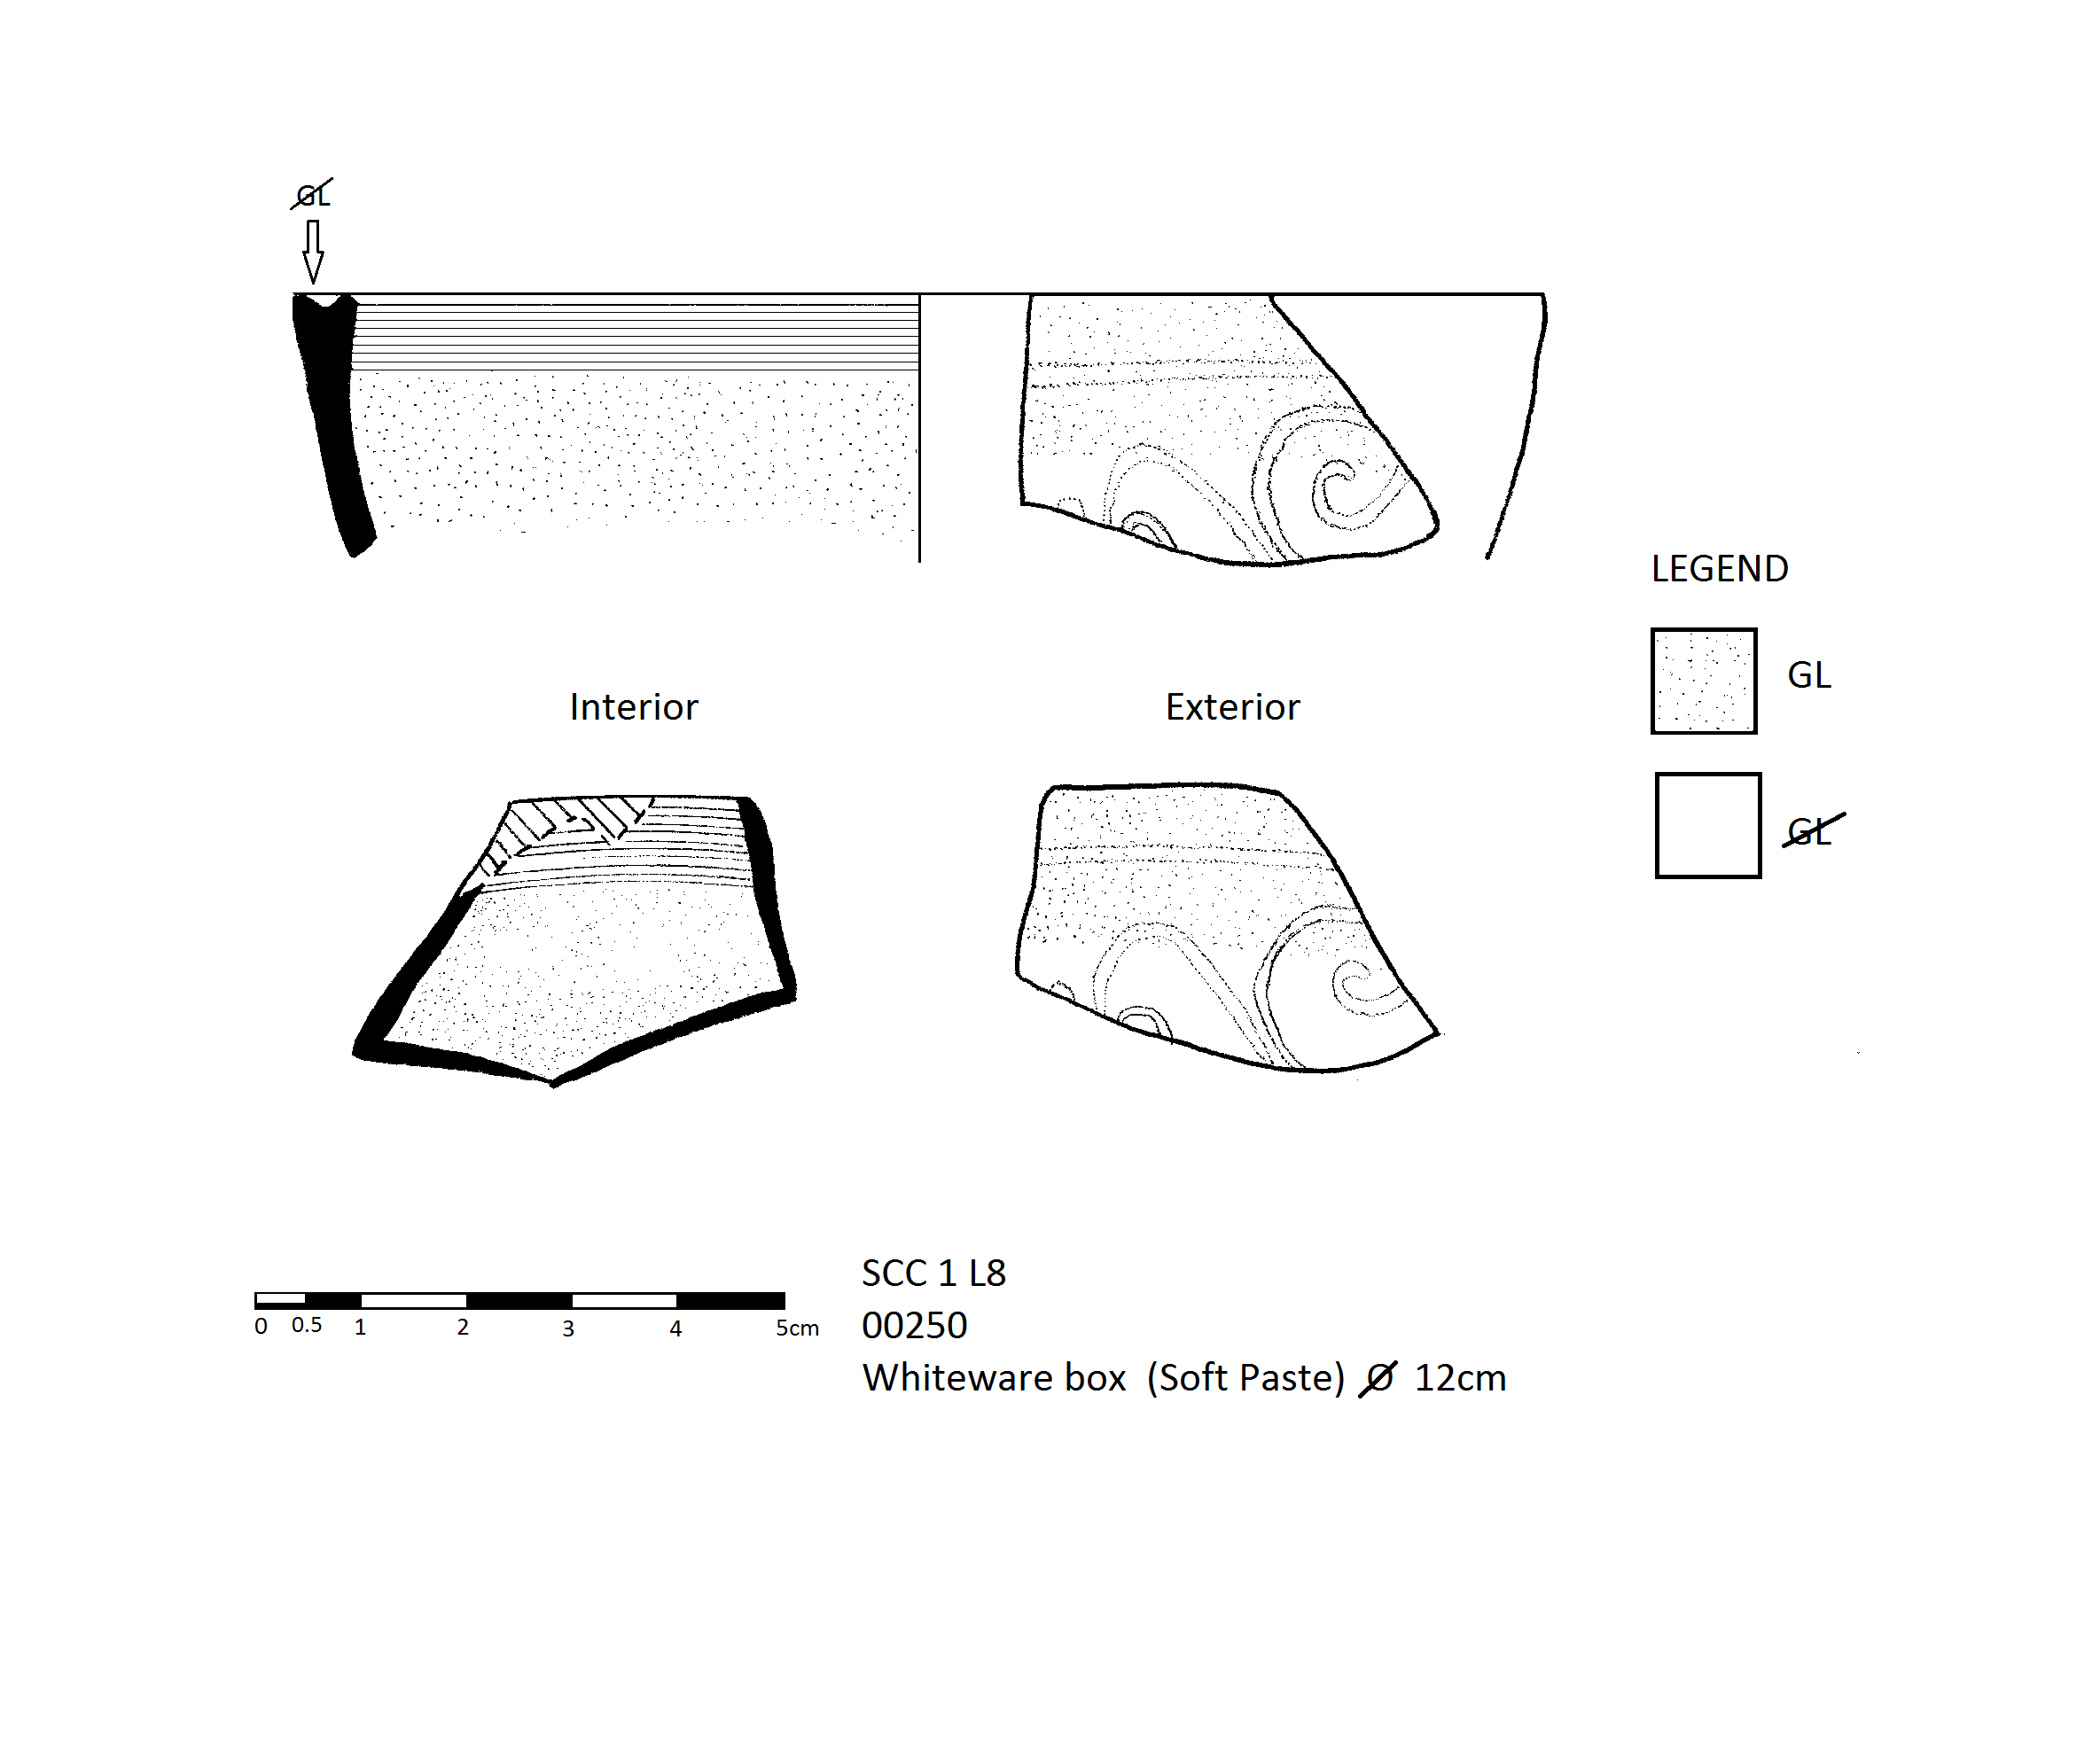 GL
LEGEND
GL
Interior
Exterior
GL
0 0.5 1 2 3 4 5cm
SCC 1 L8
00250
Whiteware box (Soft Paste) Ø 12cm